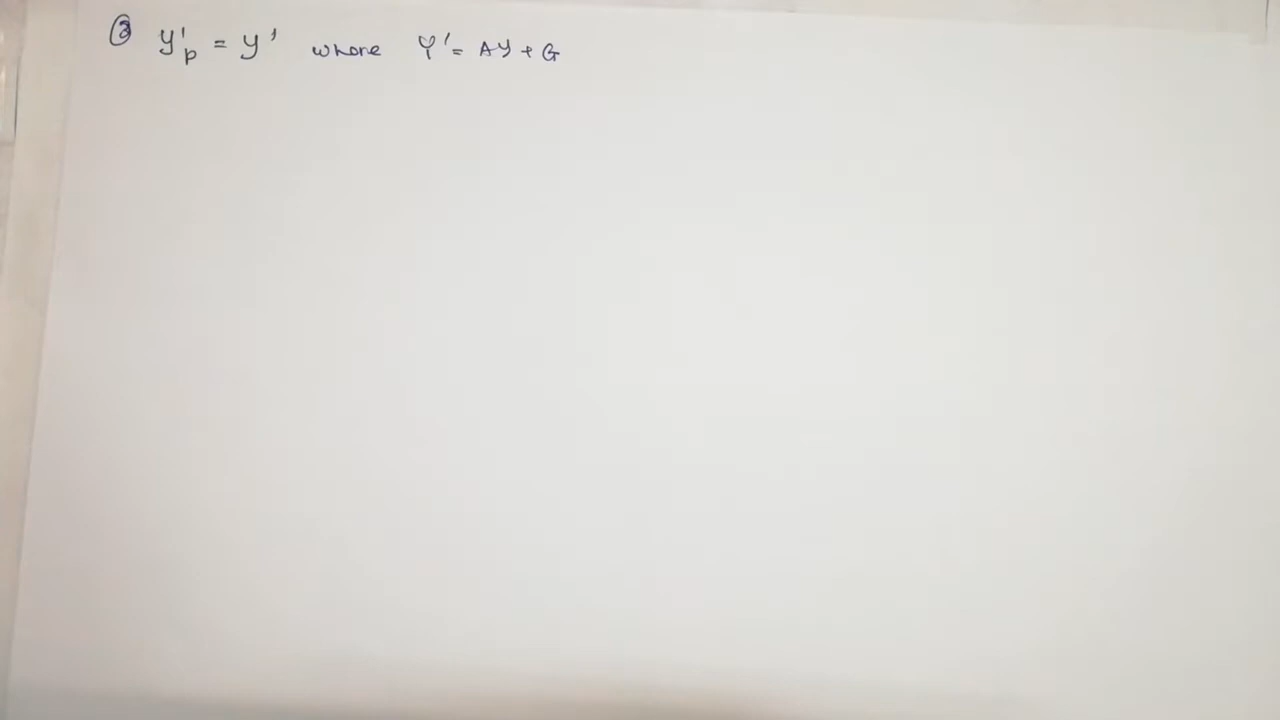 ③ y'p = y' where Y' = Ay + G